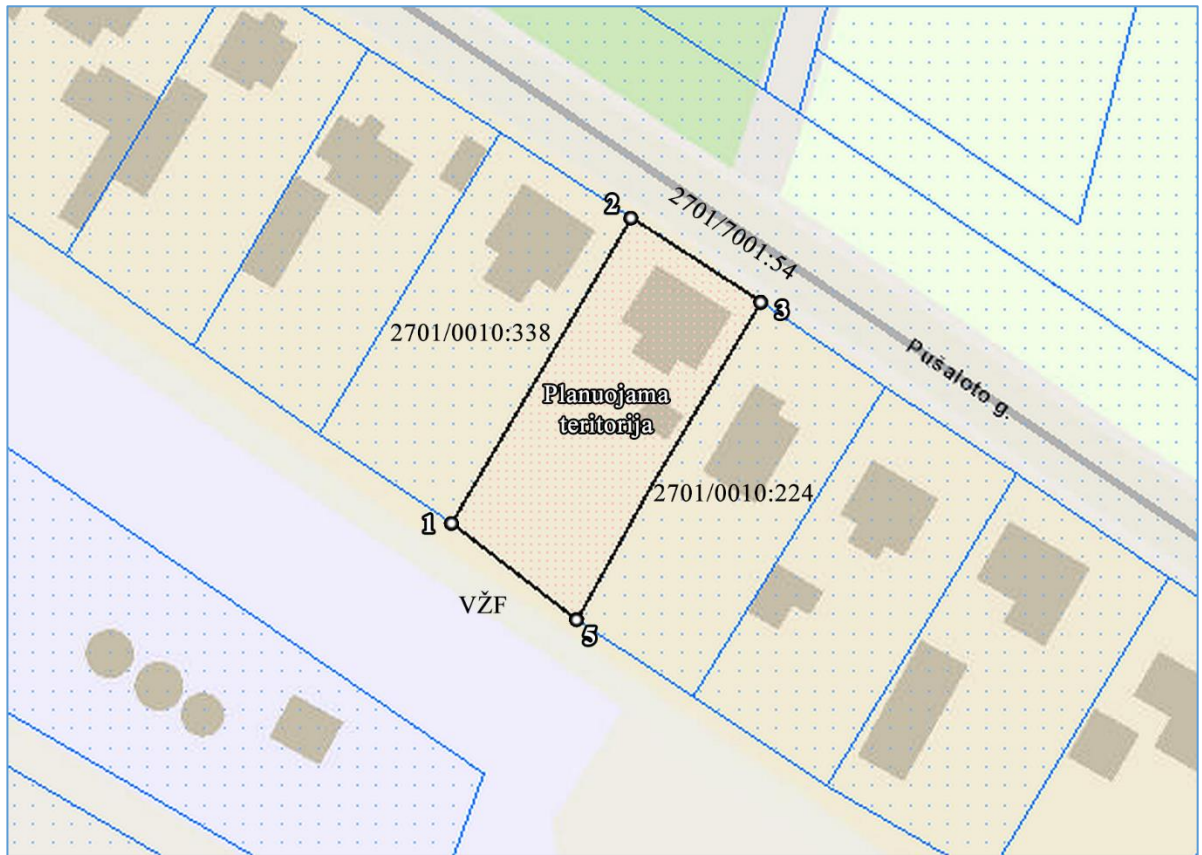 2
2701/7001:54
3
2701/0010:338
Pušaloto g.
Planuojama
teritorija
2701/0010:224
1
VŽF
5